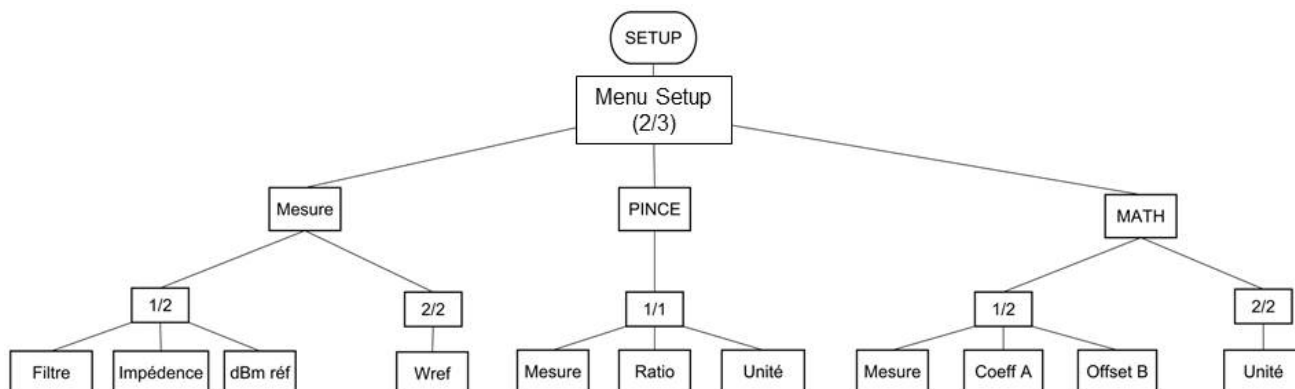 SETUP
Menu Setup
(2/3)
Mesure
PINCE
MATH
1/2
2/2
1/1
1/2
2/2
Filtre
Impédence
dBm réf
Wref
Mesure
Ratio
Unité
Mesure
Coeff A
Offset B
Unité